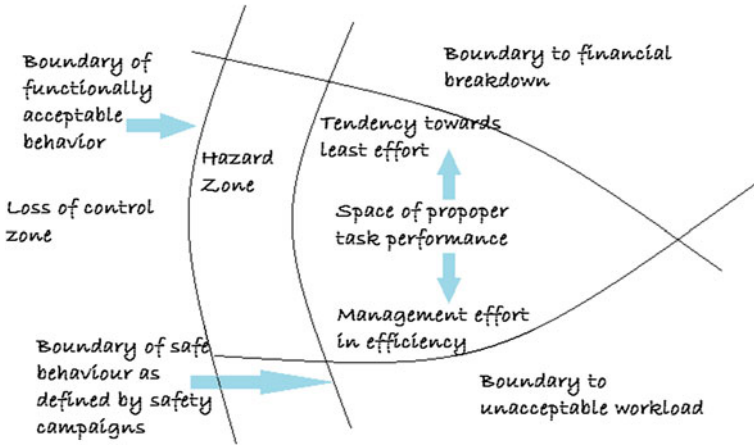 Boundary to financial
breakdown
Boundary of
functionally
acceptable
behavior
Tendency towards
least effort
Hazard
Zone
Loss of control
zone
Space of propoper
task performance
Management effort
in efficiency
Boundary of safe
behaviour as
defined by safety
campaigns
Boundary to
unacceptable workload